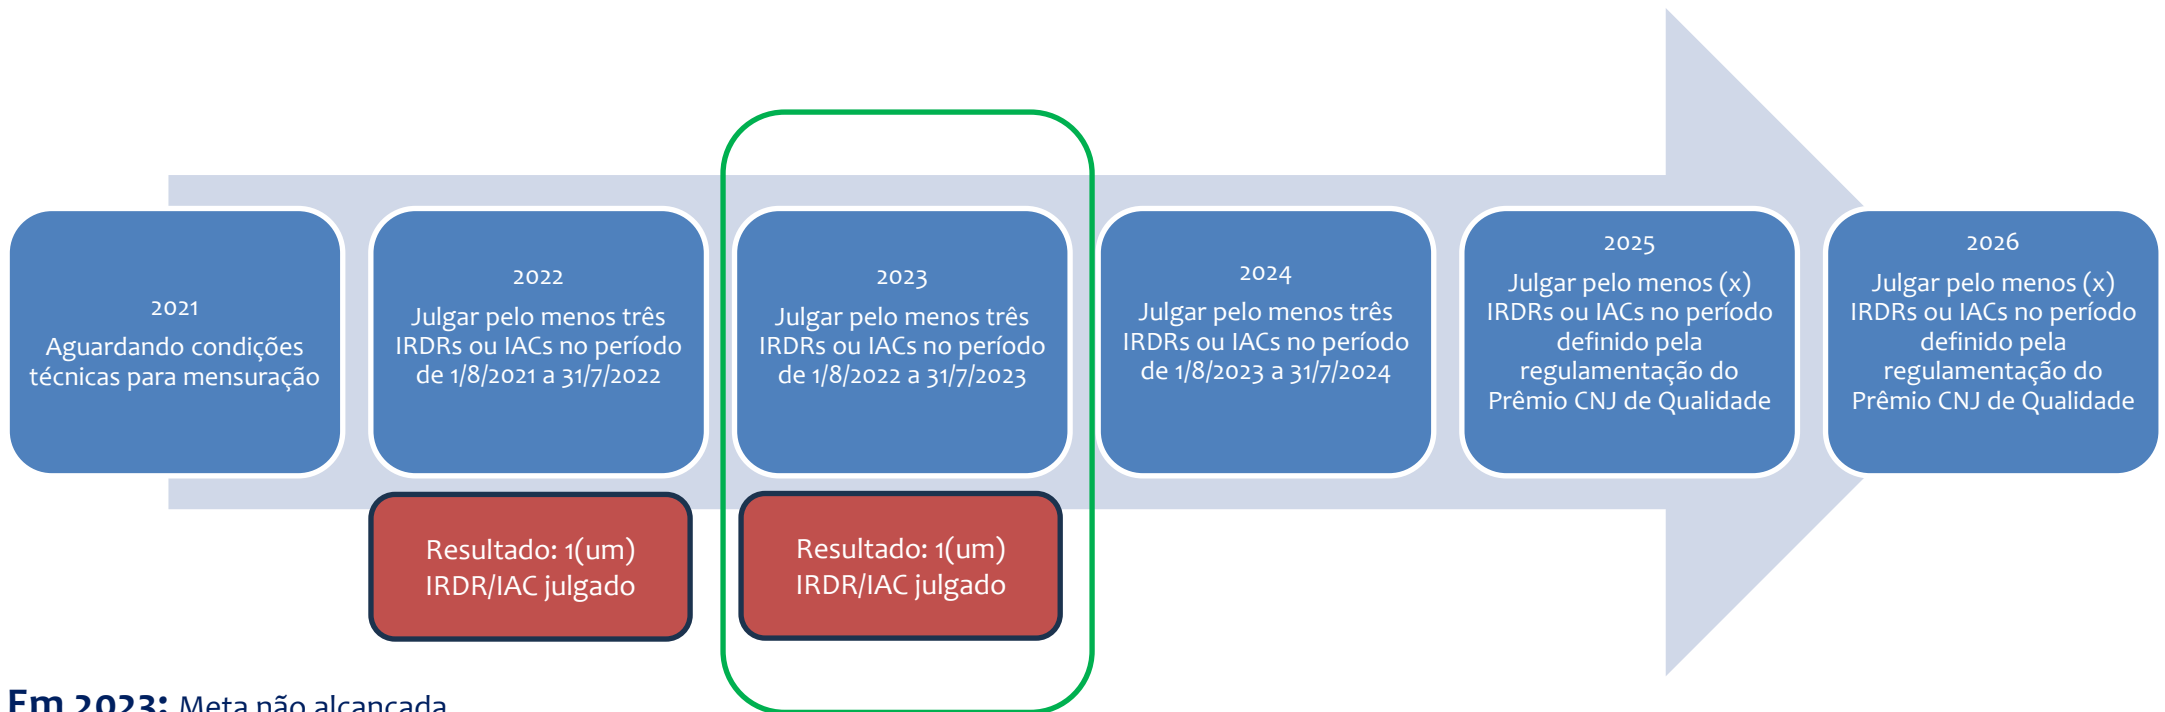 2021
Aguardando condições
técnicas para mensuração
2022
Julgar pelo menos três
IRDRs ou IACs no período
de 1/8/2021 a 31/7/2022
2023
Julgar pelo menos três
IRDRs ou IACs no período
de 1/8/2022 a 31/7/2023
2024
Julgar pelo menos três
IRDRs ou IACs no período
de 1/8/2023 a 31/7/2024
2025
Julgar pelo menos (x)
IRDRs ou IACs no período
definido pela
regulamentação do
Prêmio CNJ de Qualidade
2026
Julgar pelo menos (x)
IRDRs ou IACs no período
definido pela
regulamentação do
Prêmio CNJ de Qualidade
Resultado: 1(um)
IRDR/IAC julgado
Resultado: 1(um)
IRDR/IAC julgado
Em 2023: Meta não alcançada